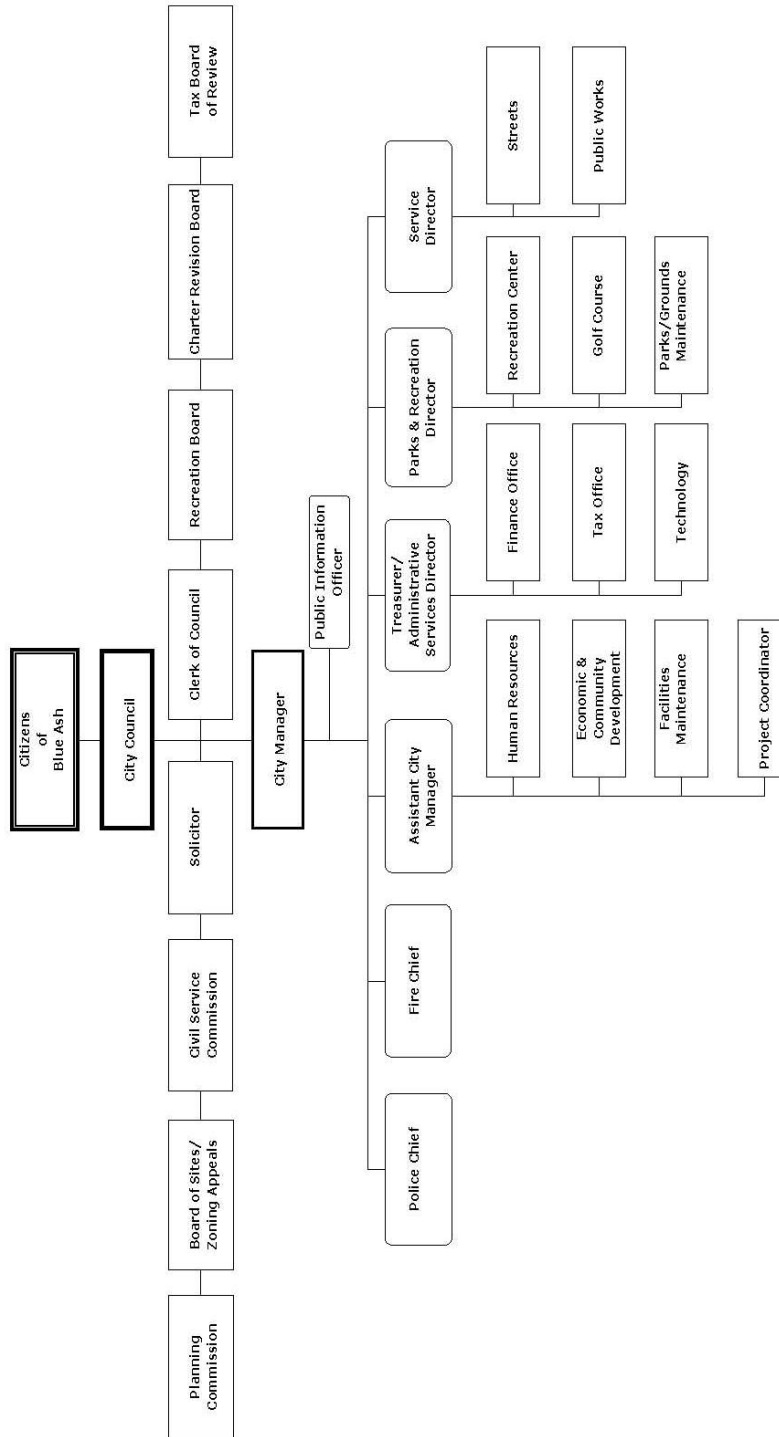 Citizens
of
Blue Ash
City Council
Planning
Commission
Board of Sites/
Zoning Appeals
Civil Service
Commission
Solicitor
Clerk of Council
Recreation Board
Charter Revision Board
Tax Board
of Review
City Manager
Public Information
Officer
Police Chief
Fire Chief
Assistant City
Manager
Treasurer/
Administrative
Services Director
Parks & Recreation
Director
Service
Director
Human Resources
Economic &
Community
Development
Facilities
Maintenance
Project Coordinator
Finance Office
Tax Office
Technology
Recreation Center
Golf Course
Parks/Grounds
Maintenance
Streets
Public Works